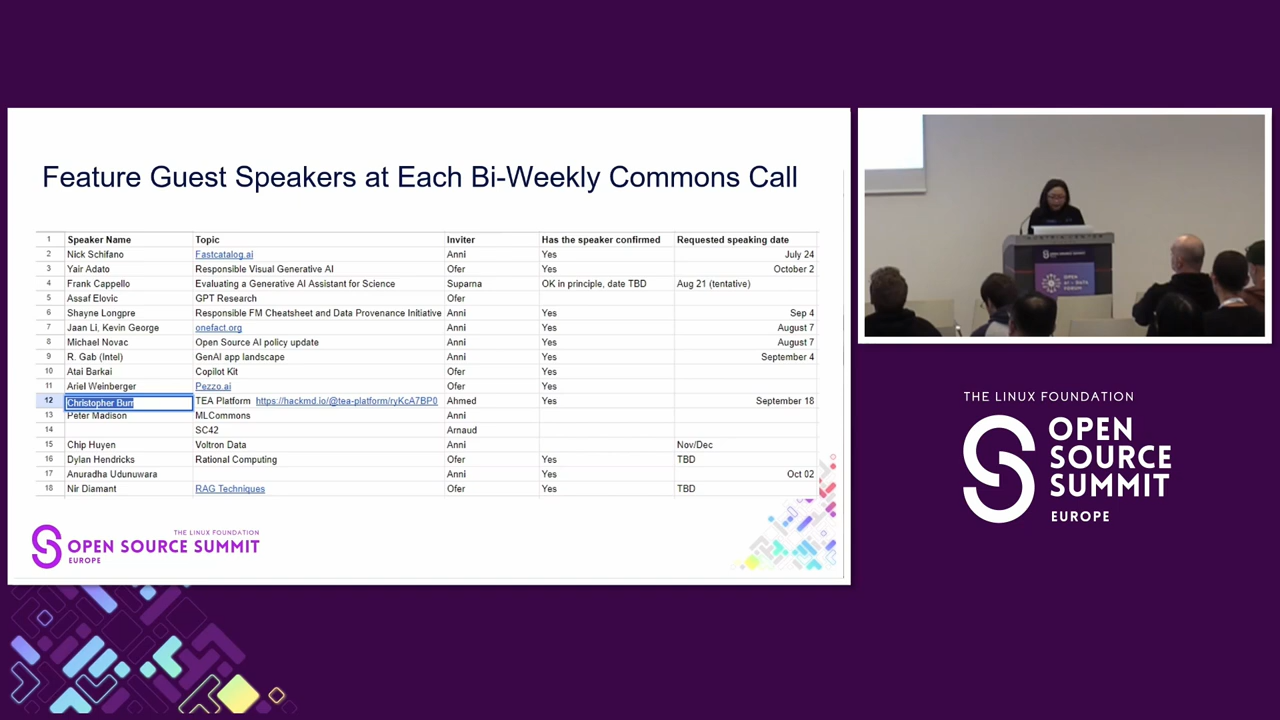 Feature Guest Speakers at Each Bi-Weekly Commons Call
1 Speaker Name Topic Inviter Has the speaker confirmed Requested speaking date
2 Nick Schifano Fastcatalog.ai Anni Yes July 24
3 Yair Adato Responsible Visual Generative AI Ofer Yes October 2
4 Frank Cappello Evaluating a Generative AI Assistant for Science Suparna OK in principle, date TBD Aug 21 (tentative)
5 Assaf Elovic GPT Research Ofer
6 Shayne Longpre Responsible FM Cheatsheet and Data Provenance Initiative Anni Yes Sep 4
7 Jaan Li, Kevin George onefact.org Anni Yes August 7
8 Michael Novac Open Source AI policy update Anni Yes August 7
9 R. Gab (Intel) GenAI app landscape Anni Yes September 4
10 Atai Barkai Copilot Kit Ofer Yes
11 Ariel Weinberger Pezzo.ai Ofer Yes
12 Christopher TEA Platform https://hackmd.io/@tea-platform/ryKcA7BP0 Ahmed Yes September 18
13 Peter Madison MLCommons Anni
14 SC42 Arnaud
15 Chip Huyen Voltron Data Anni Nov/Dec
16 Dylan Hendricks Rational Computing Ofer Yes TBD
17 Anuradha Udunuwara Anni Yes Oct 02
18 Nir Diamant RAG Techniques Ofer Yes TBD
THE LINUX FOUNDATION
OPEN SOURCE SUMMIT
EUROPE
OPEN
AI + DATA
FORUM
THE LINUX FOUNDATION
OPEN
SOURCE
SUMMIT
EUROPE